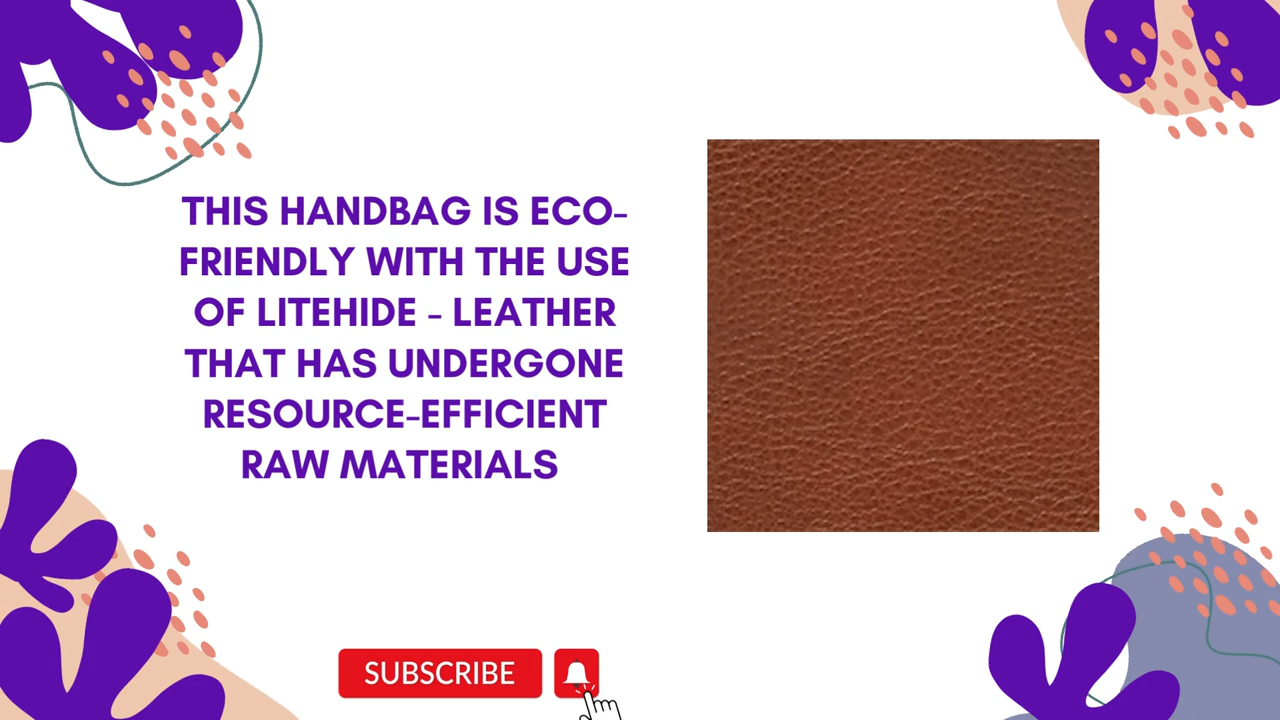 THIS HANDBAG IS ECO-
FRIENDLY WITH THE USE
OF LITEHIDE - LEATHER
THAT HAS UNDERGONE
RESOURCE-EFFICIENT
RAW MATERIALS
SUBSCRIBE